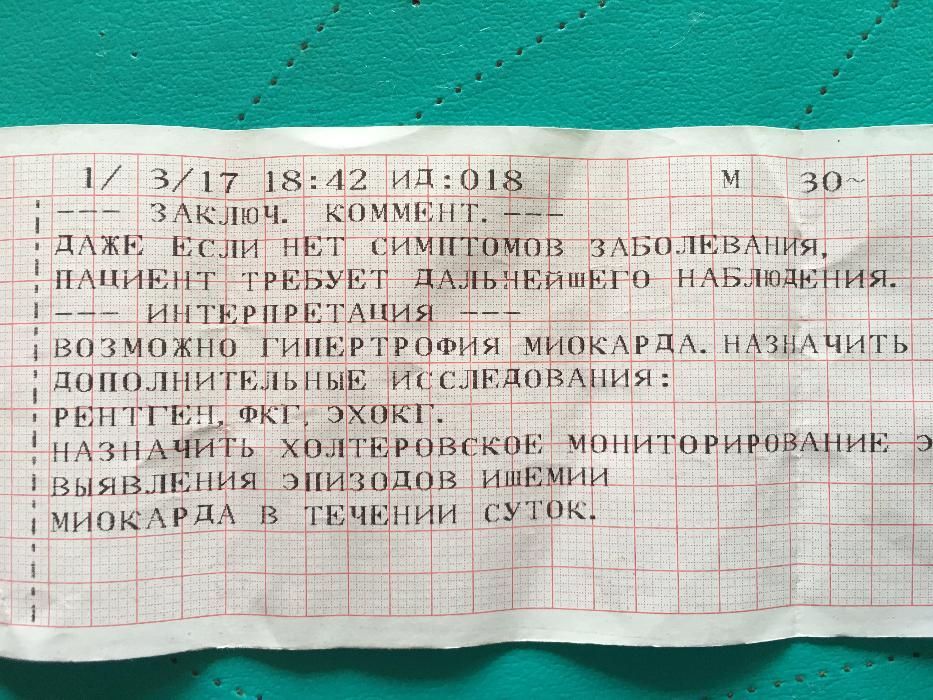 1/ 3/17 18:42 ИД:018 М 30~
--- ЗАКЛЮЧ. КОММЕНТ. ---
ДАЖЕ ЕСЛИ НЕТ СИМПТОМОВ ЗАБОЛЕВАНИЯ,
ПАЦИЕНТ ТРЕБУЕТ ДАЛЬНЕЙШЕГО НАБЛЮДЕНИЯ.
--- ИНТЕРПРЕТАЦИЯ ---
ВОЗМОЖНО ГИПЕРТРОФИЯ МИОКАРДА. НАЗНАЧИТЬ
ДОПОЛНИТЕЛЬНЫЕ ИССЛЕДОВАНИЯ:
РЕНТГЕН, ФКГ, ЭХОКГ.
НАЗНАЧИТЬ ХОЛТЕРОВСКОЕ МОНИТОРИРОВАНИЕ
ВЫЯВЛЕНИЯ ЭПИЗОДОВ ИШЕМИИ
МИОКАРДА В ТЕЧЕНИИ СУТОК.